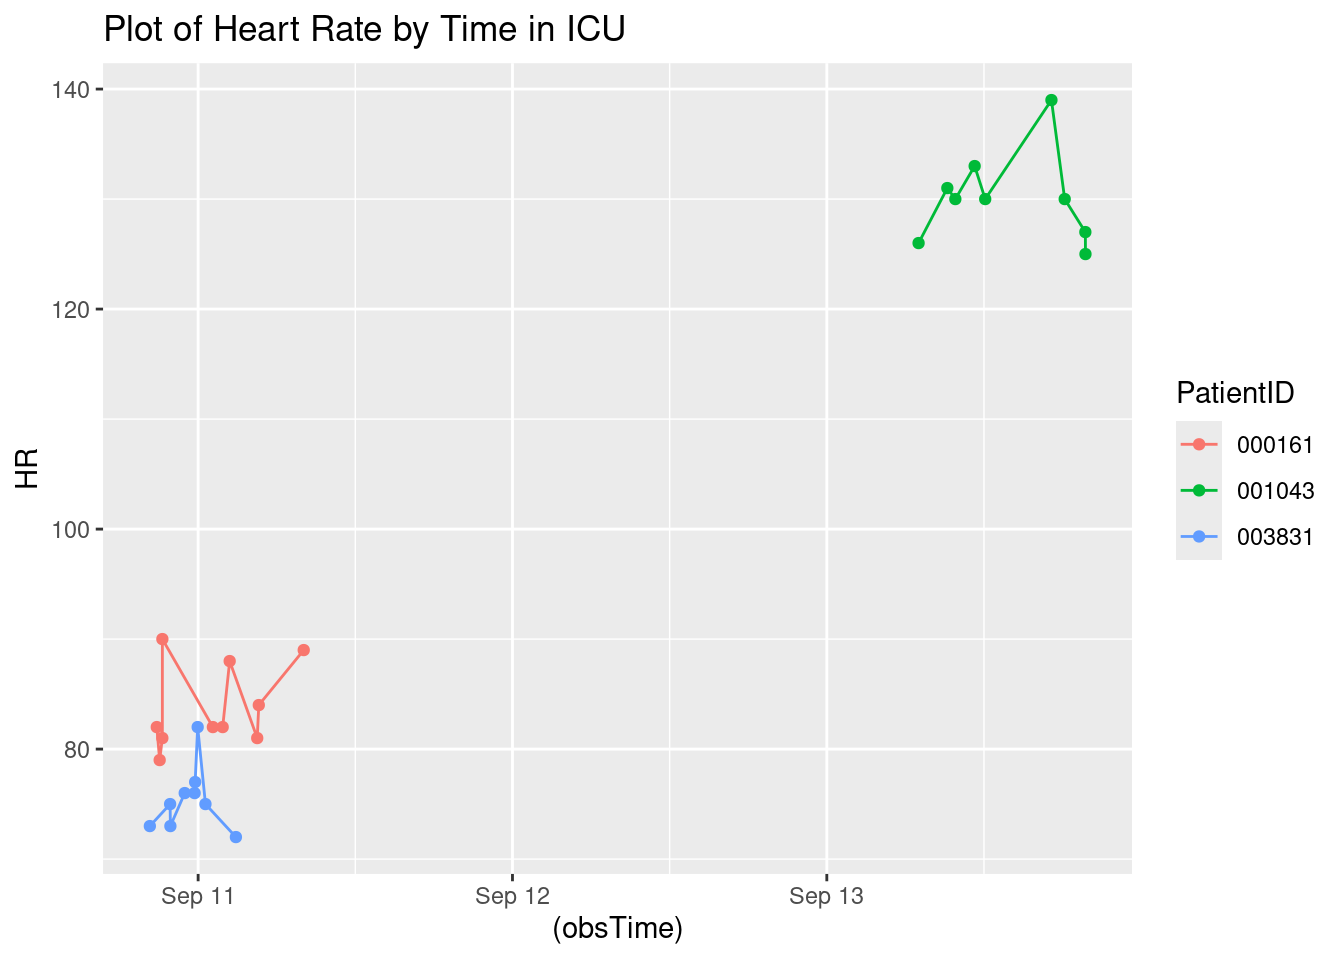 Plot of Heart Rate by Time in ICU
140
120
100
80
HR
Sep 11
Sep 12
Sep 13
(obsTime)
PatientID
000161
001043
003831